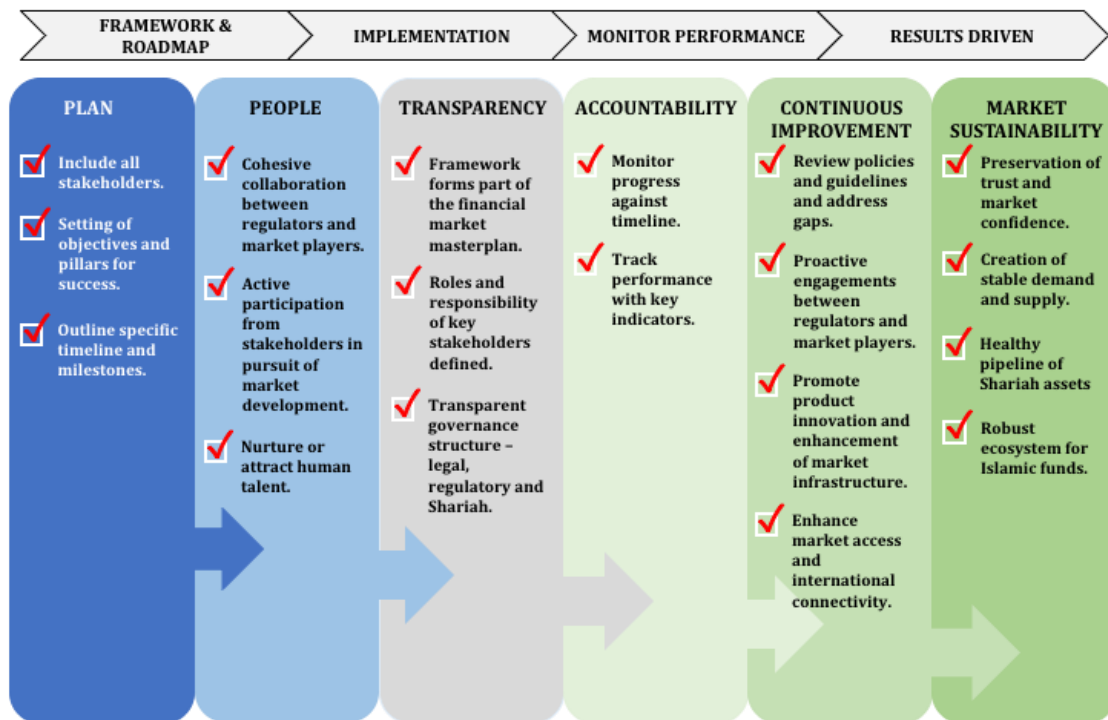 FRAMEWORK &
ROADMAP
IMPLEMENTATION
MONITOR PERFORMANCE
RESULTS DRIVEN
PLAN
Include all
stakeholders.
Setting of
objectives and
pillars for
success.
Outline specific
timeline and
milestones.
PEOPLE
Cohesive
collaboration
between
regulators and
market players.
Active
participation
from
stakeholders in
pursuit of
market
development.
Nurture or
attract human
talent.
TRANSPARENCY
Framework
forms part of
the financial
market
masterplan.
Roles and
responsibility
of key
stakeholders
defined.
Transparent
governance
structure –
legal,
regulatory and
Shariah.
ACCOUNTABILITY
Monitor
progress
against
timeline.
Track
performance
with key
indicators.
CONTINUOUS
IMPROVEMENT
Review policies
and guidelines
and address
gaps.
Proactive
engagements
between
regulators and
market players.
Promote
product
innovation and
enhancement
of market
infrastructure.
Enhance
market access
and
international
connectivity.
MARKET
SUSTAINABILITY
Preservation of
trust and
market
confidence.
Creation of
stable demand
and supply.
Healthy
pipeline of
Shariah assets
Robust
ecosystem for
Islamic funds.